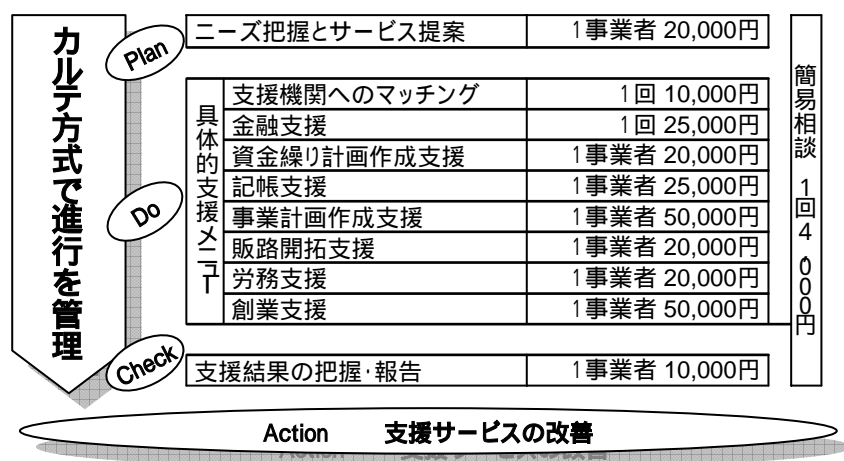 カルテ方式で進行を管理
Plan
ニーズ把握とサービス提案 1事業者 20,000円
Do
具体的支援メニュー
支援機関へのマッチング 1回 10,000円
金融支援 1回 25,000円
資金繰り計画作成支援 1事業者 20,000円
記帳支援 1事業者 25,000円
事業計画作成支援 1事業者 50,000円
販路開拓支援 1事業者 20,000円
労務支援 1事業者 20,000円
創業支援 1事業者 50,000円
Check
支援結果の把握・報告 1事業者 10,000円
簡易相談 1回4,000円
Action 支援サービスの改善